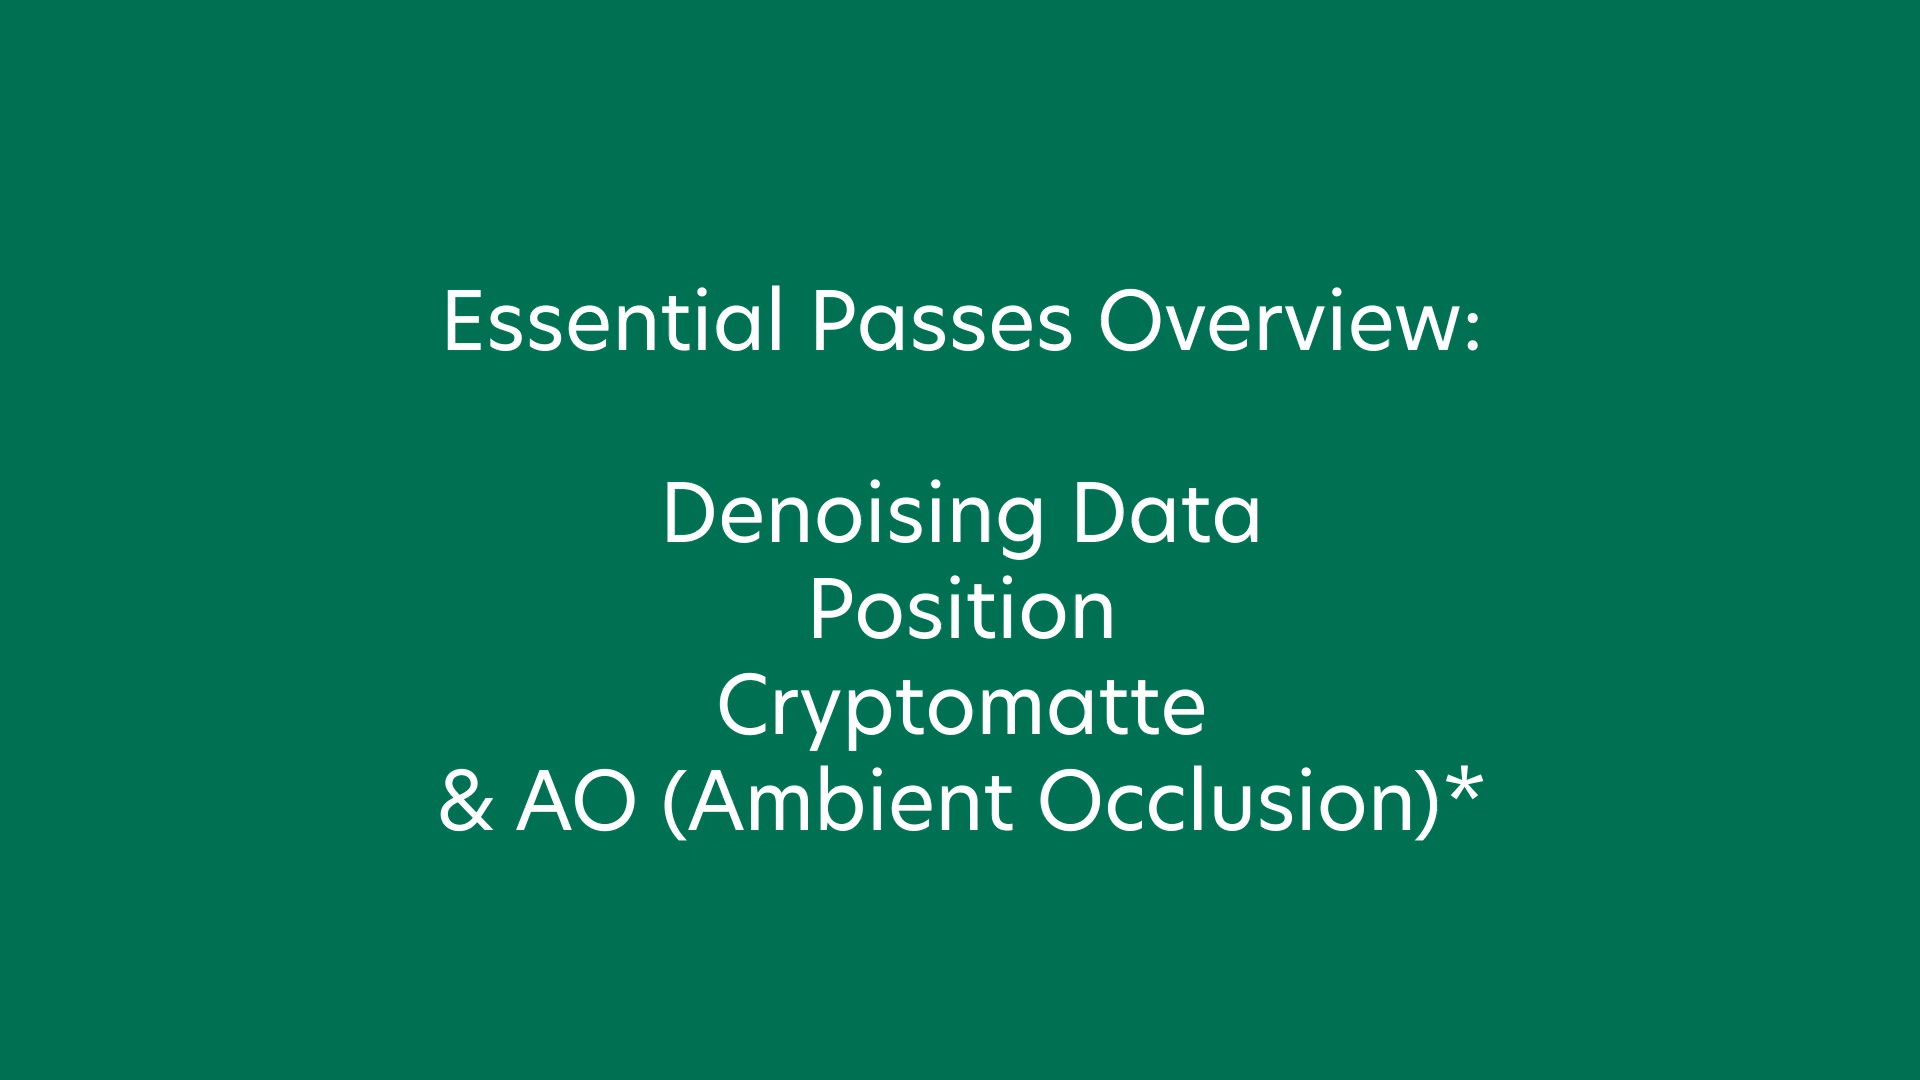 Essential Passes Overview:
Denoising Data
Position
Cryptomatte
& AO (Ambient Occlusion)*